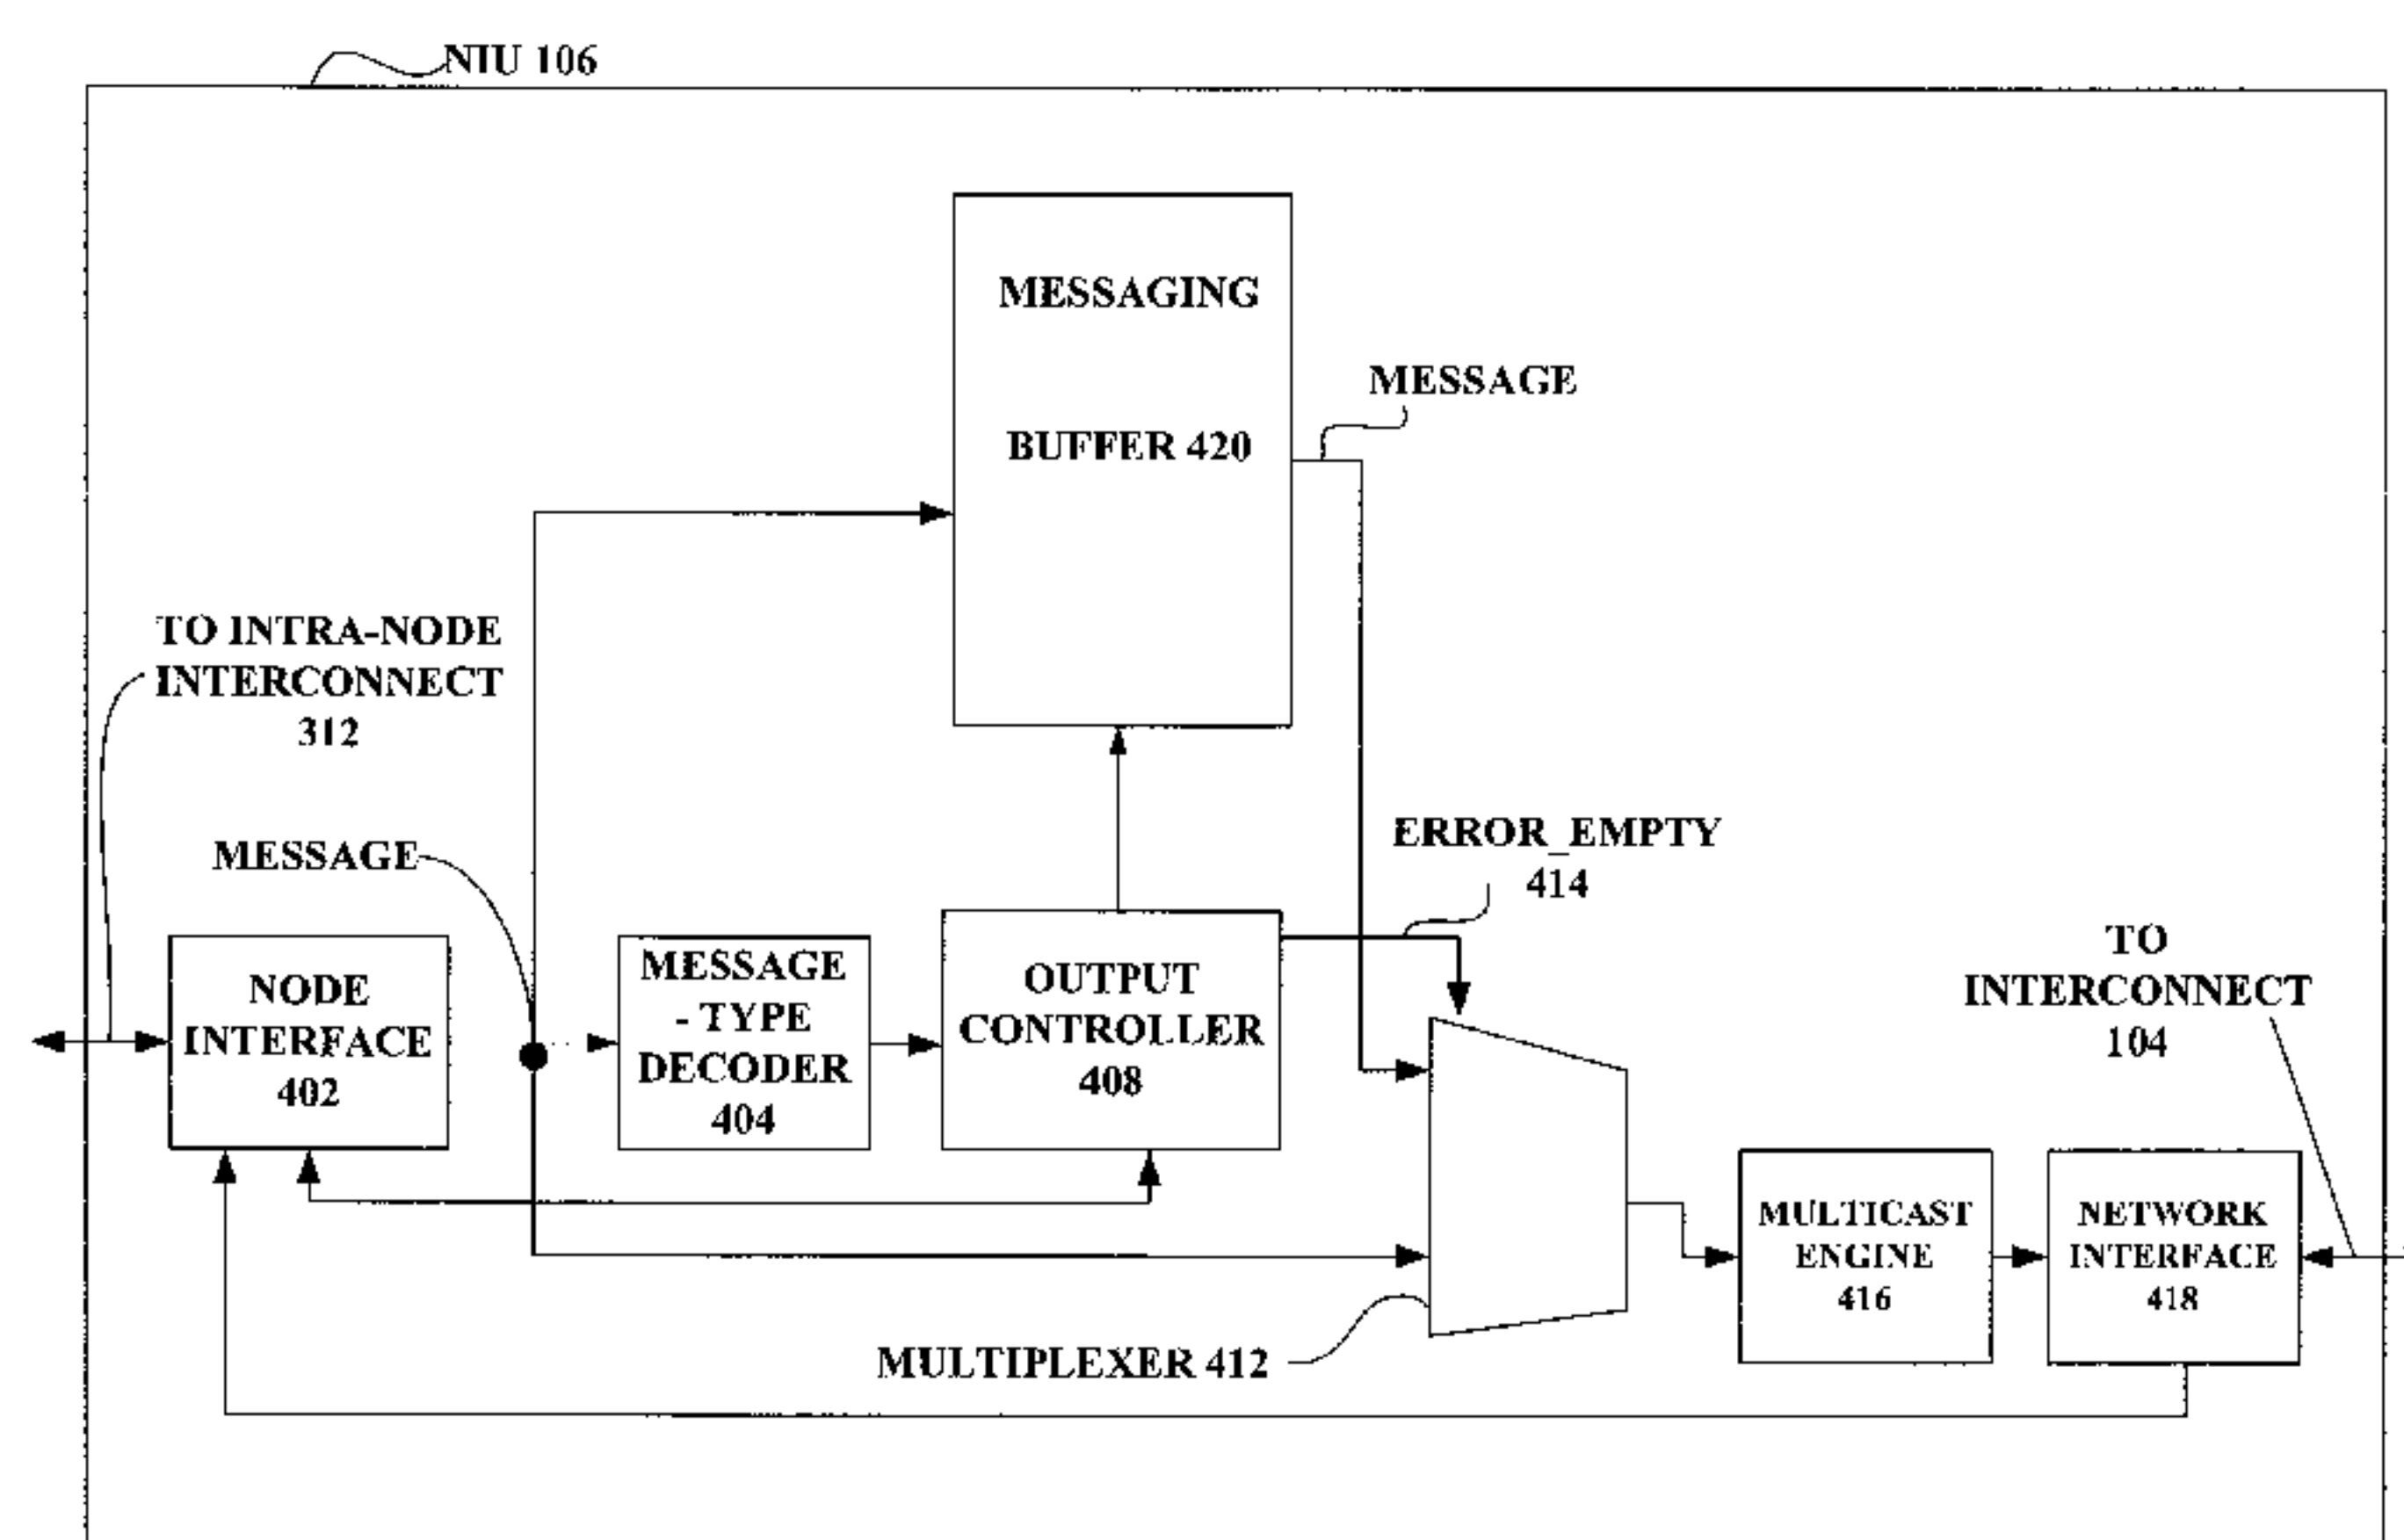 NIU 106
MESSAGING
BUFFER 420
MESSAGE
TO INTRA-NODE
INTERCONNECT
312
MESSAGE
ERROR_EMPTY
414
NODE
INTERFACE
402
MESSAGE
- TYPE
DECODER
404
OUTPUT
CONTROLLER
408
TO
INTERCONNECT
104
MULTICAST
ENGINE
416
NETWORK
INTERFACE
418
MULTIPLEXER 412